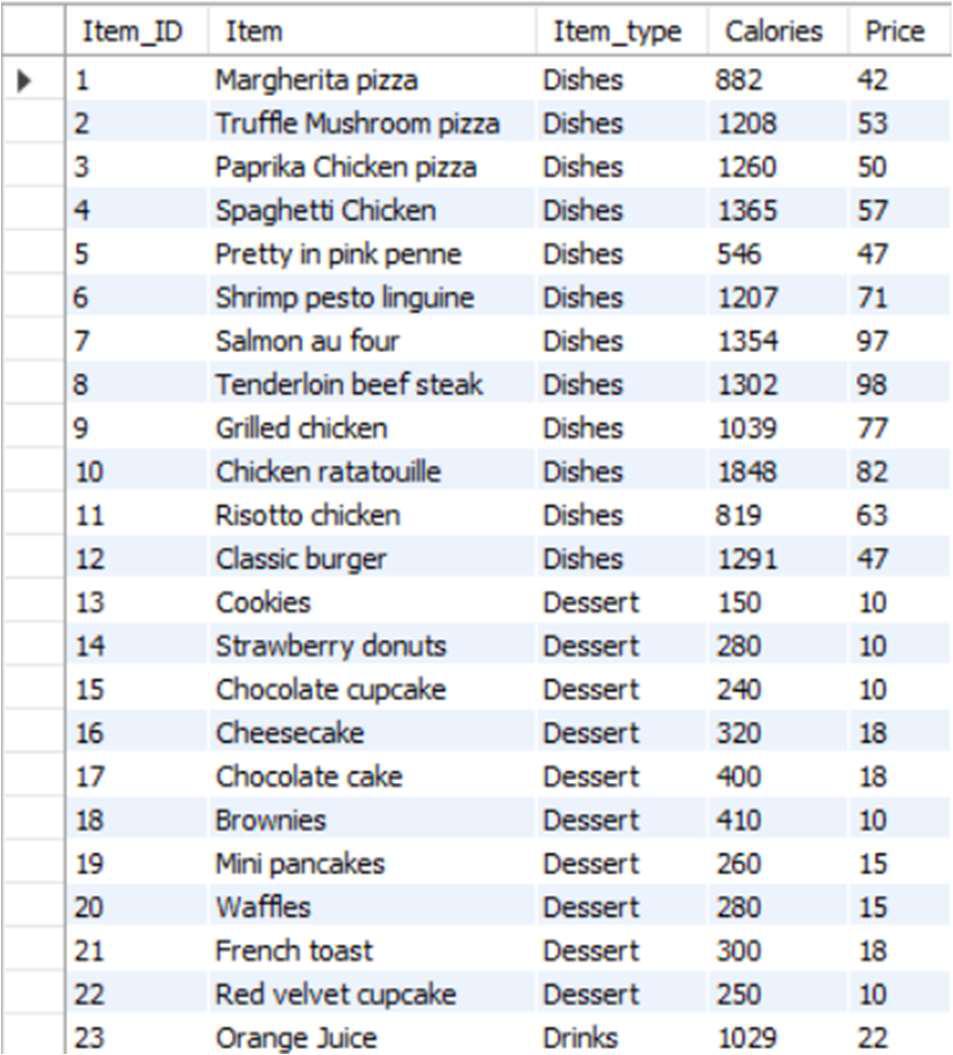 Item_ID Item Item_type Calories Price
1 Margherita pizza Dishes 882 42
2 Truffle Mushroom pizza Dishes 1208 53
3 Paprika Chicken pizza Dishes 1260 50
4 Spaghetti Chicken Dishes 1365 57
5 Pretty in pink penne Dishes 546 47
6 Shrimp pesto linguine Dishes 1207 71
7 Salmon au four Dishes 1354 97
8 Tenderloin beef steak Dishes 1302 98
9 Grilled chicken Dishes 1039 77
10 Chicken ratatouille Dishes 1848 82
11 Risotto chicken Dishes 819 63
12 Classic burger Dishes 1291 47
13 Cookies Dessert 150 10
14 Strawberry donuts Dessert 280 10
15 Chocolate cupcake Dessert 240 10
16 Cheesecake Dessert 320 18
17 Chocolate cake Dessert 400 18
18 Brownies Dessert 410 10
19 Mini pancakes Dessert 260 15
20 Waffles Dessert 280 15
21 French toast Dessert 300 18
22 Red velvet cupcake Dessert 250 10
23 Orange Juice Drinks 1029 22